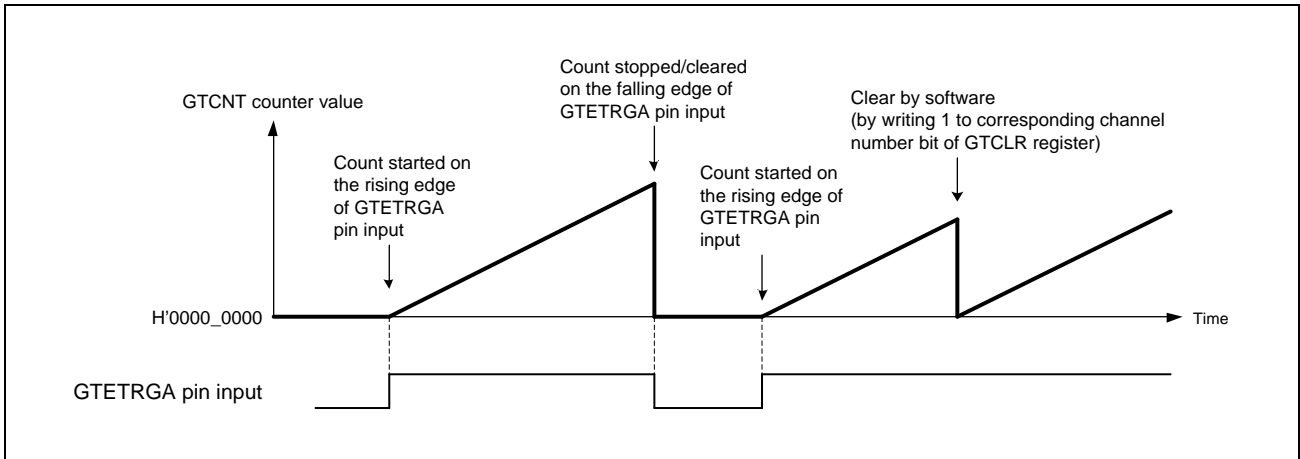 GTCNT counter value
Count started on
the rising edge
of GTETRGA
pin input
Count stopped/cleared
on the falling edge of
GTETRGA pin input
Count started on
the rising edge of
GTETRGA pin
input
Clear by software
(by writing 1 to corresponding channel
number bit of GTCLR register)
H'0000_0000
Time
GTETRGA pin input